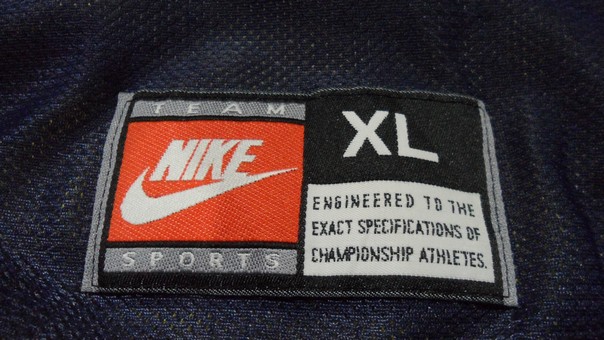 TEAM
NIKE
SPORTS
XL
ENGINEERED TO THE
EXACT SPECIFICATIONS OF
CHAMPIONSHIP ATHLETES.